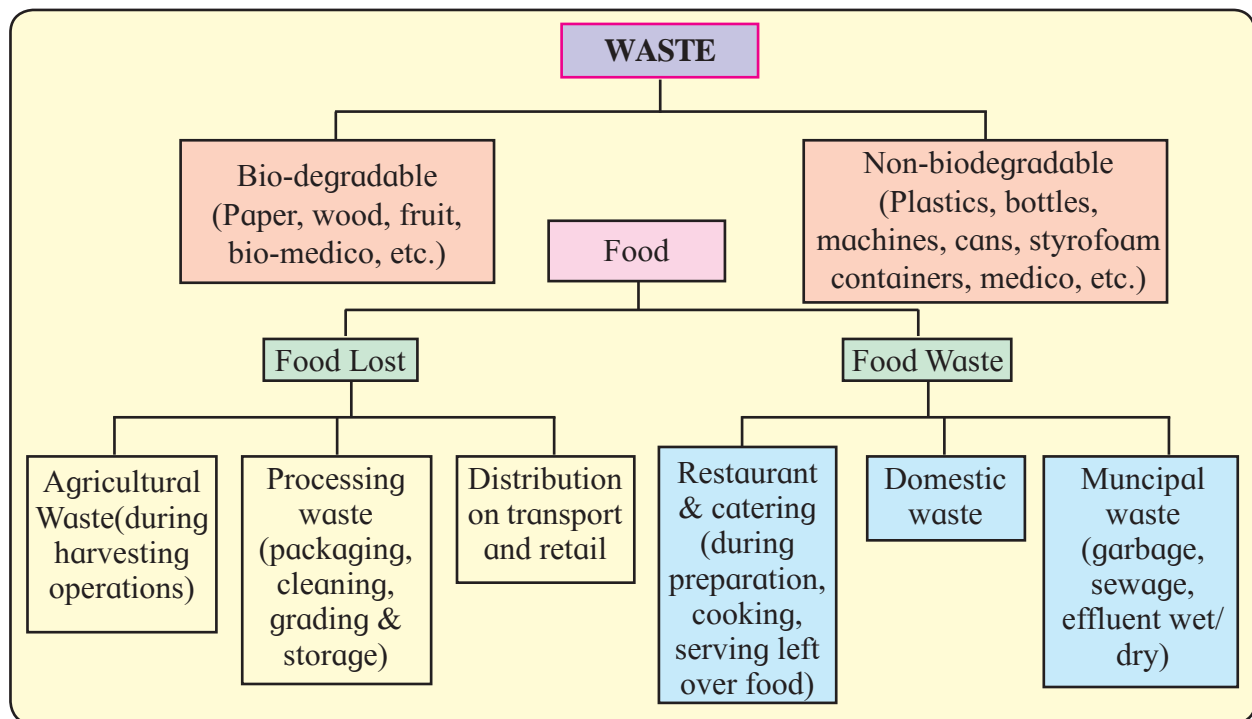 WASTE
Bio-degradable
(Paper, wood, fruit,
bio-medico, etc.)
Non-biodegradable
(Plastics, bottles,
machines, cans, styrofoam
containers, medico, etc.)
Food
Food Lost
Food Waste
Agricultural
Waste(during
harvesting
operations)
Processing
waste
(packaging,
cleaning,
grading &
storage)
Distribution
on transport
and retail
Restaurant
& catering
(during
preparation,
cooking,
serving left
over food)
Domestic
waste
Muncipal
waste
(garbage,
sewage,
effluent wet/
dry)